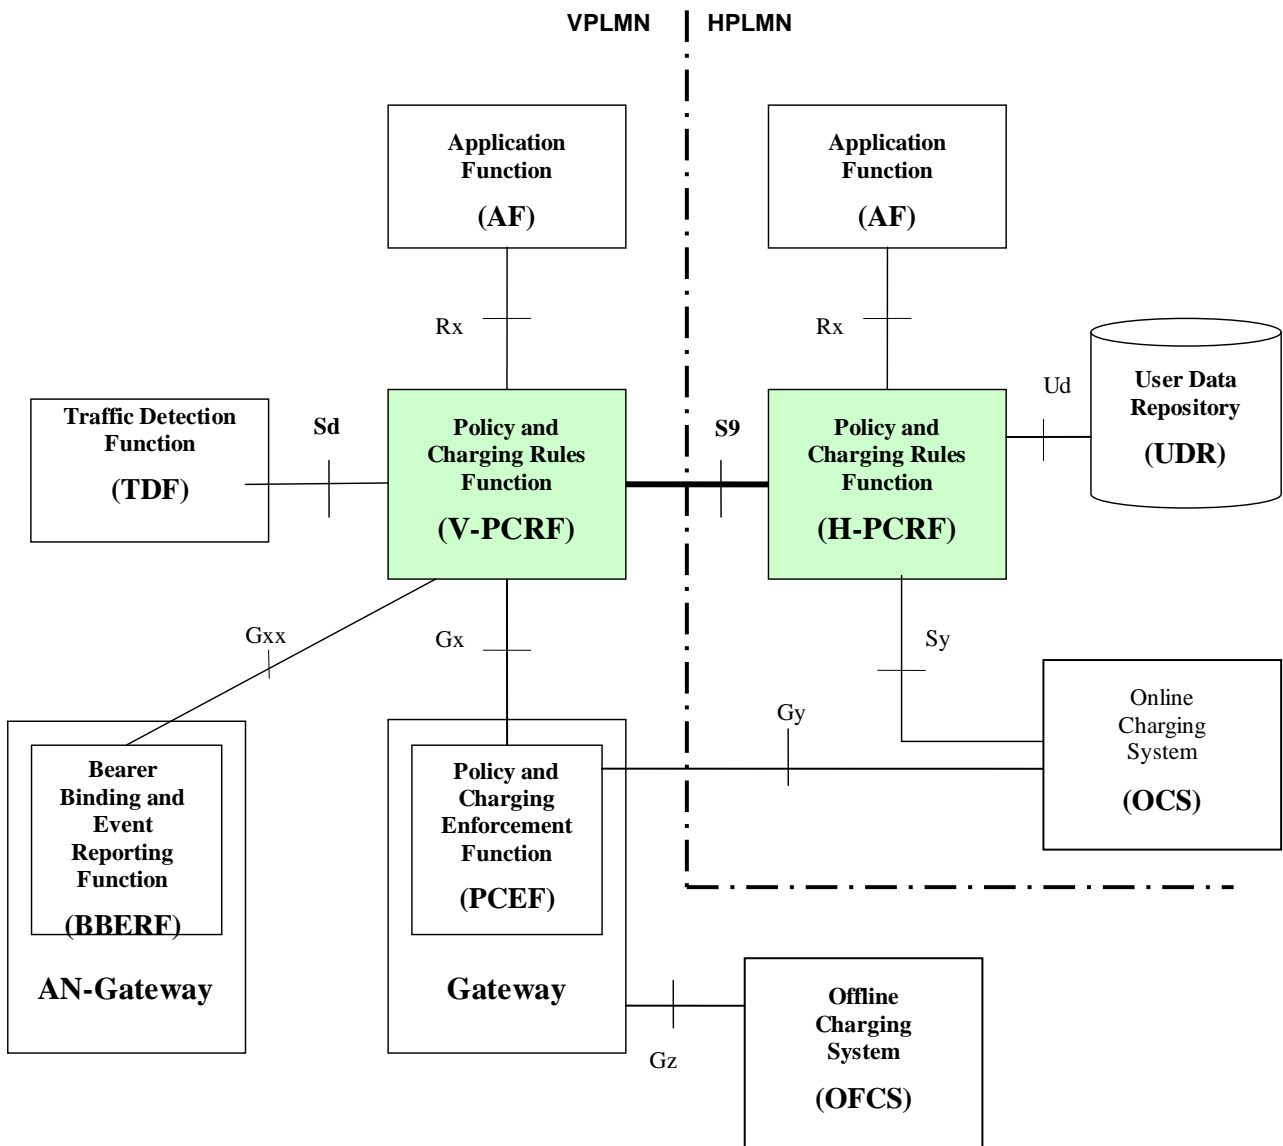 VPLMN
HPLMN
Application
Function
(AF)
Application
Function
(AF)
Rx
Rx
Traffic Detection
Function
(TDF)
Sd
Policy and
Charging Rules
Function
(V-PCRF)
S9
Policy and
Charging Rules
Function
(H-PCRF)
Ud
User Data
Repository
(UDR)
Gxx
Gx
Sy
Bearer
Binding and
Event
Reporting
Function
(BBERF)
AN-Gateway
Policy and
Charging
Enforcement
Function
(PCEF)
Gateway
Gy
Online
Charging
System
(OCS)
Gz
Offline
Charging
System
(OFCS)